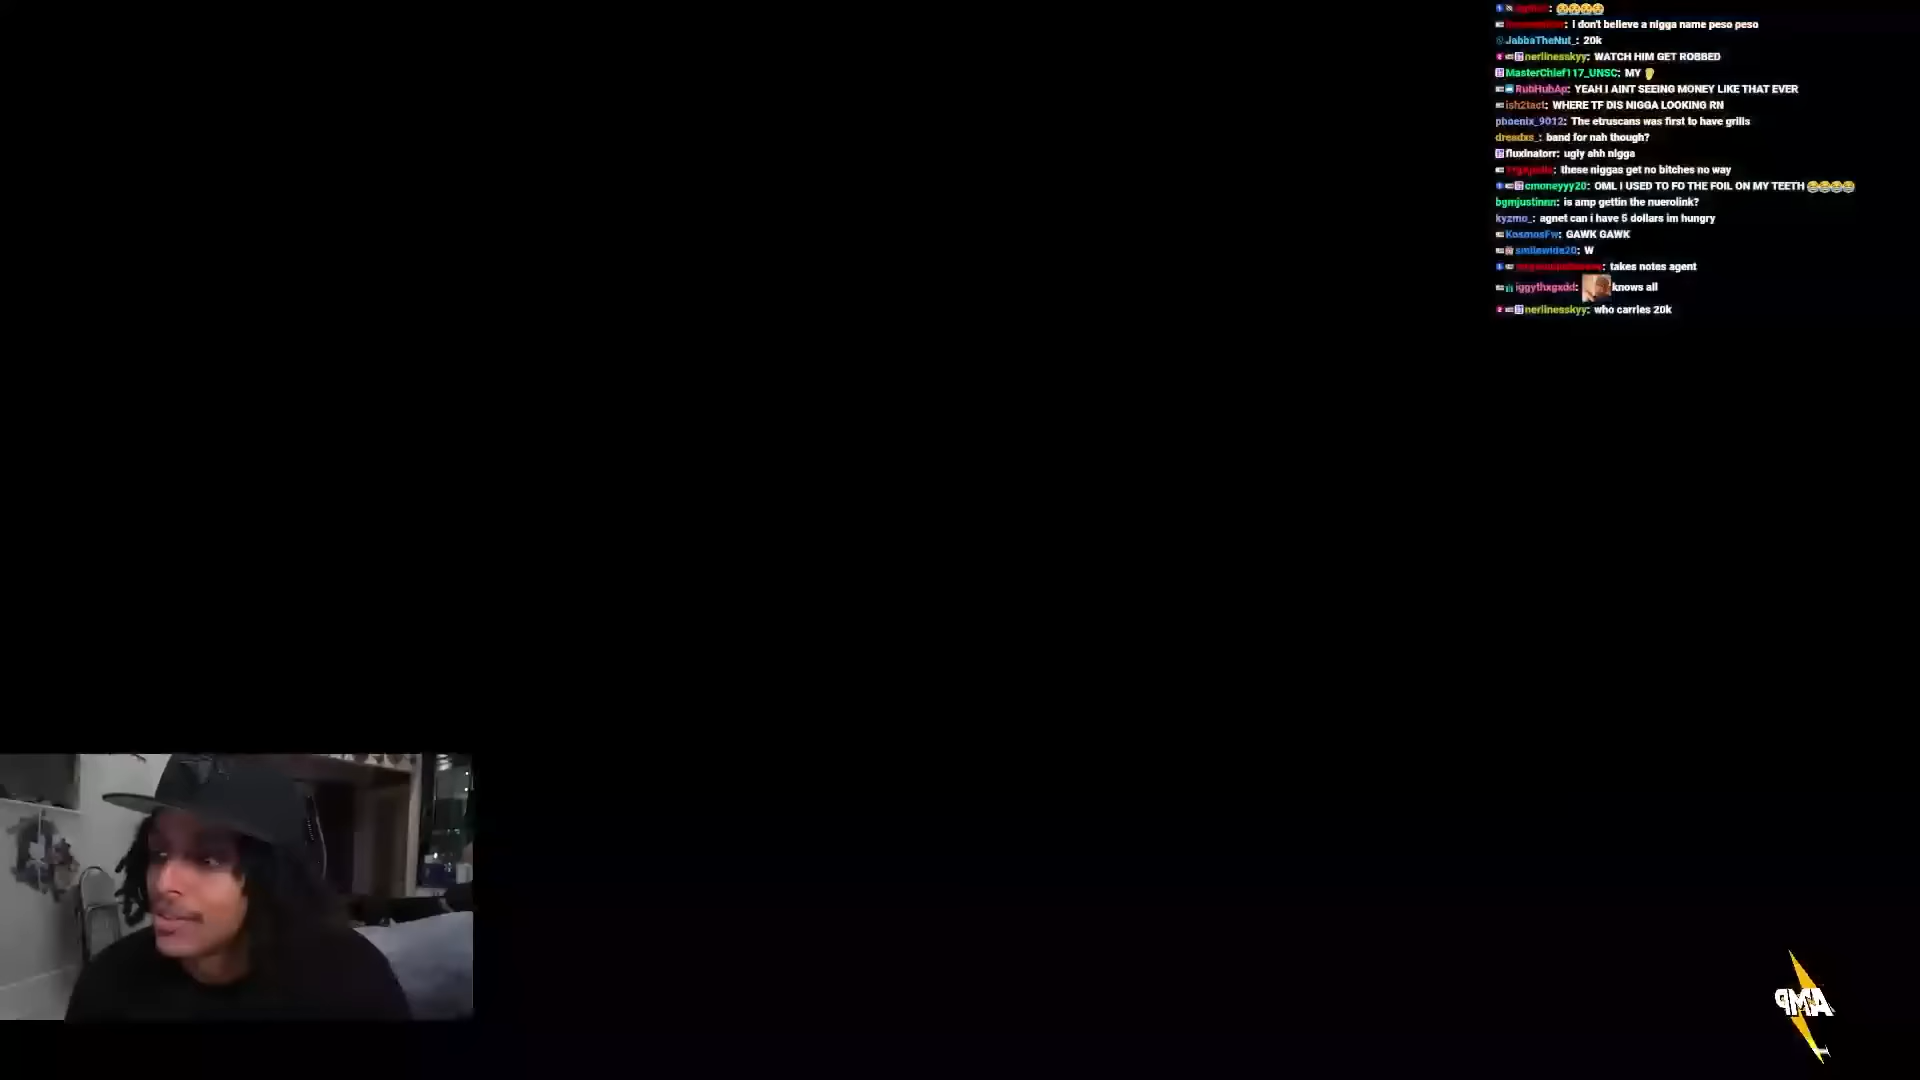 i don't believe a nigga name peso peso
JabbaTheNut_: 20k
nerlinesskyy: WATCH HIM GET ROBBED
MasterChief117_UNSC: MY
RubHubAp: YEAH I AINT SEEING MONEY LIKE THAT EVER
ish2tact: WHERE TF DIS NIGGA LOOKING RN
phoenix_9012: The etruscans was first to have grills
dreadxs_: band for nah though?
fluxinatorr: ugly ahh nigga
these niggas get no bitches no way
cmoneyyy20: OML I USED TO FO THE FOIL ON MY TEETH
bgmjustinnn: is amp gettin the nuerolink?
kyzmo_: agnet can i have 5 dollars im hungry
KosmosFw: GAWK GAWK
smilewide20: W
takes notes agent
iggythxgxdd: knows all
nerlinesskyy: who carries 20k
AMP